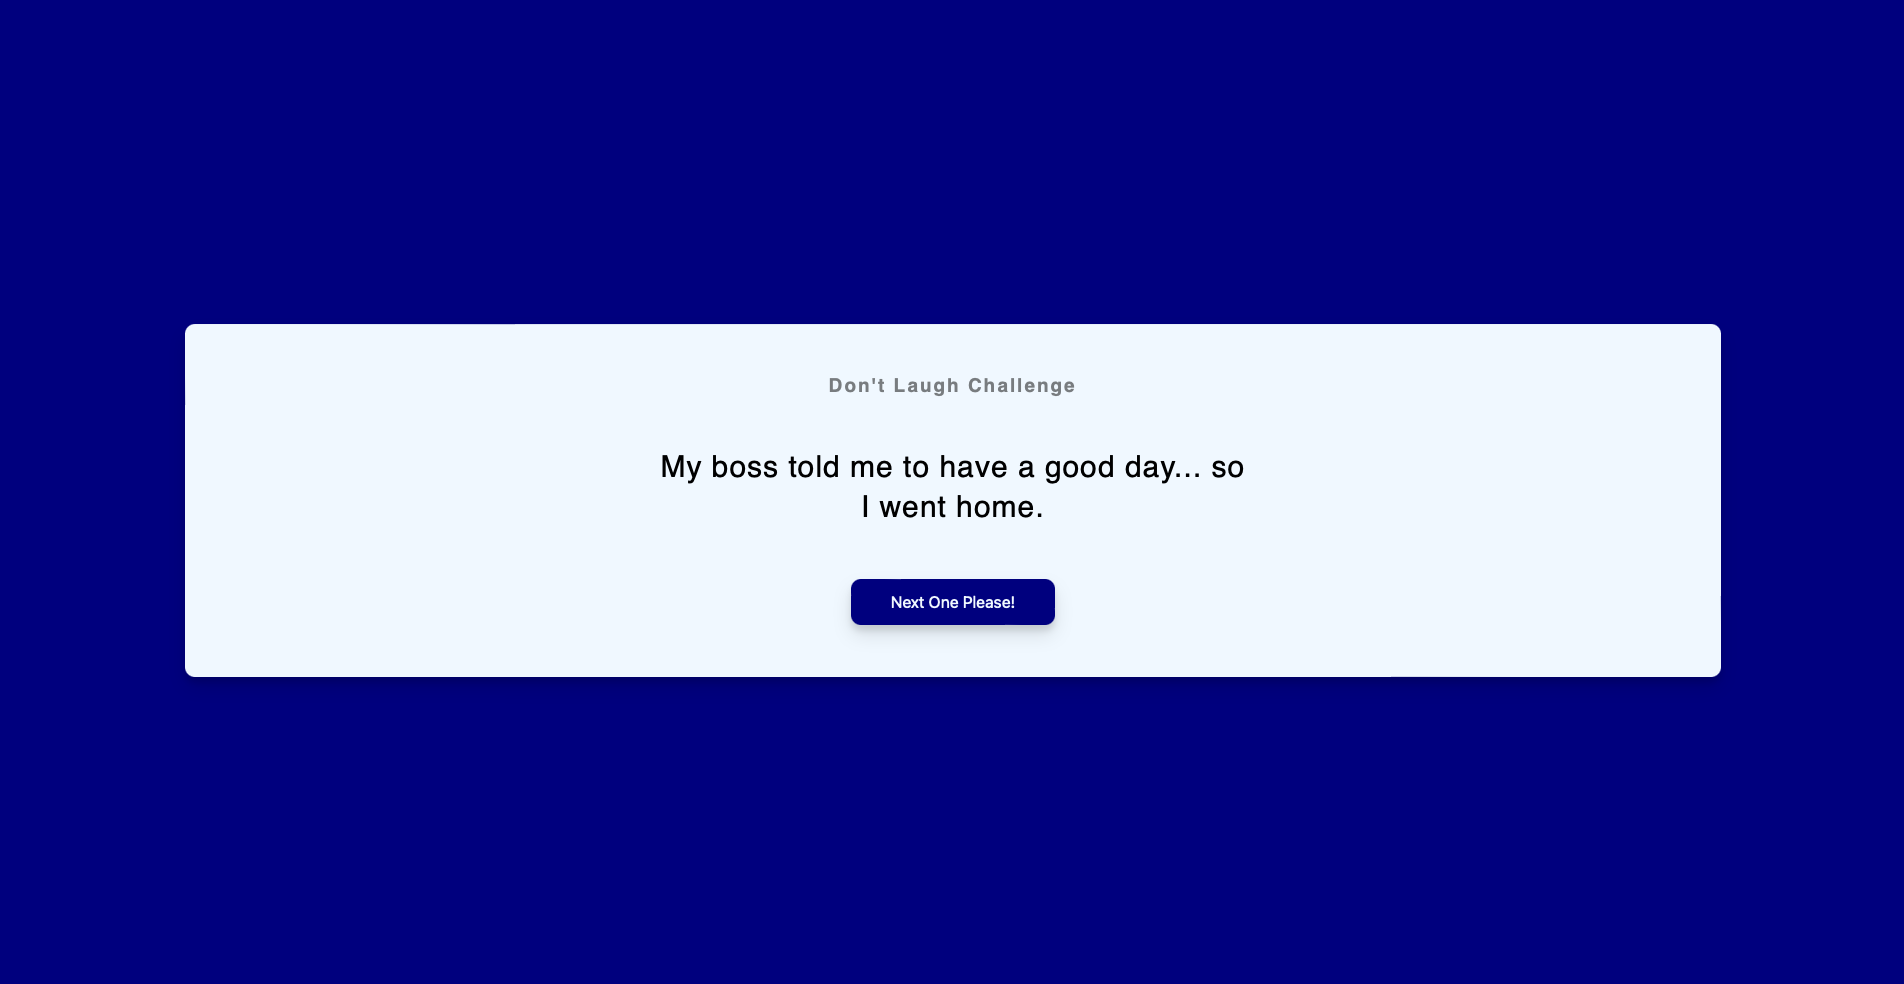 Don't Laugh Challenge
My boss told me to have a good day... so
I went home.
Next One Please!